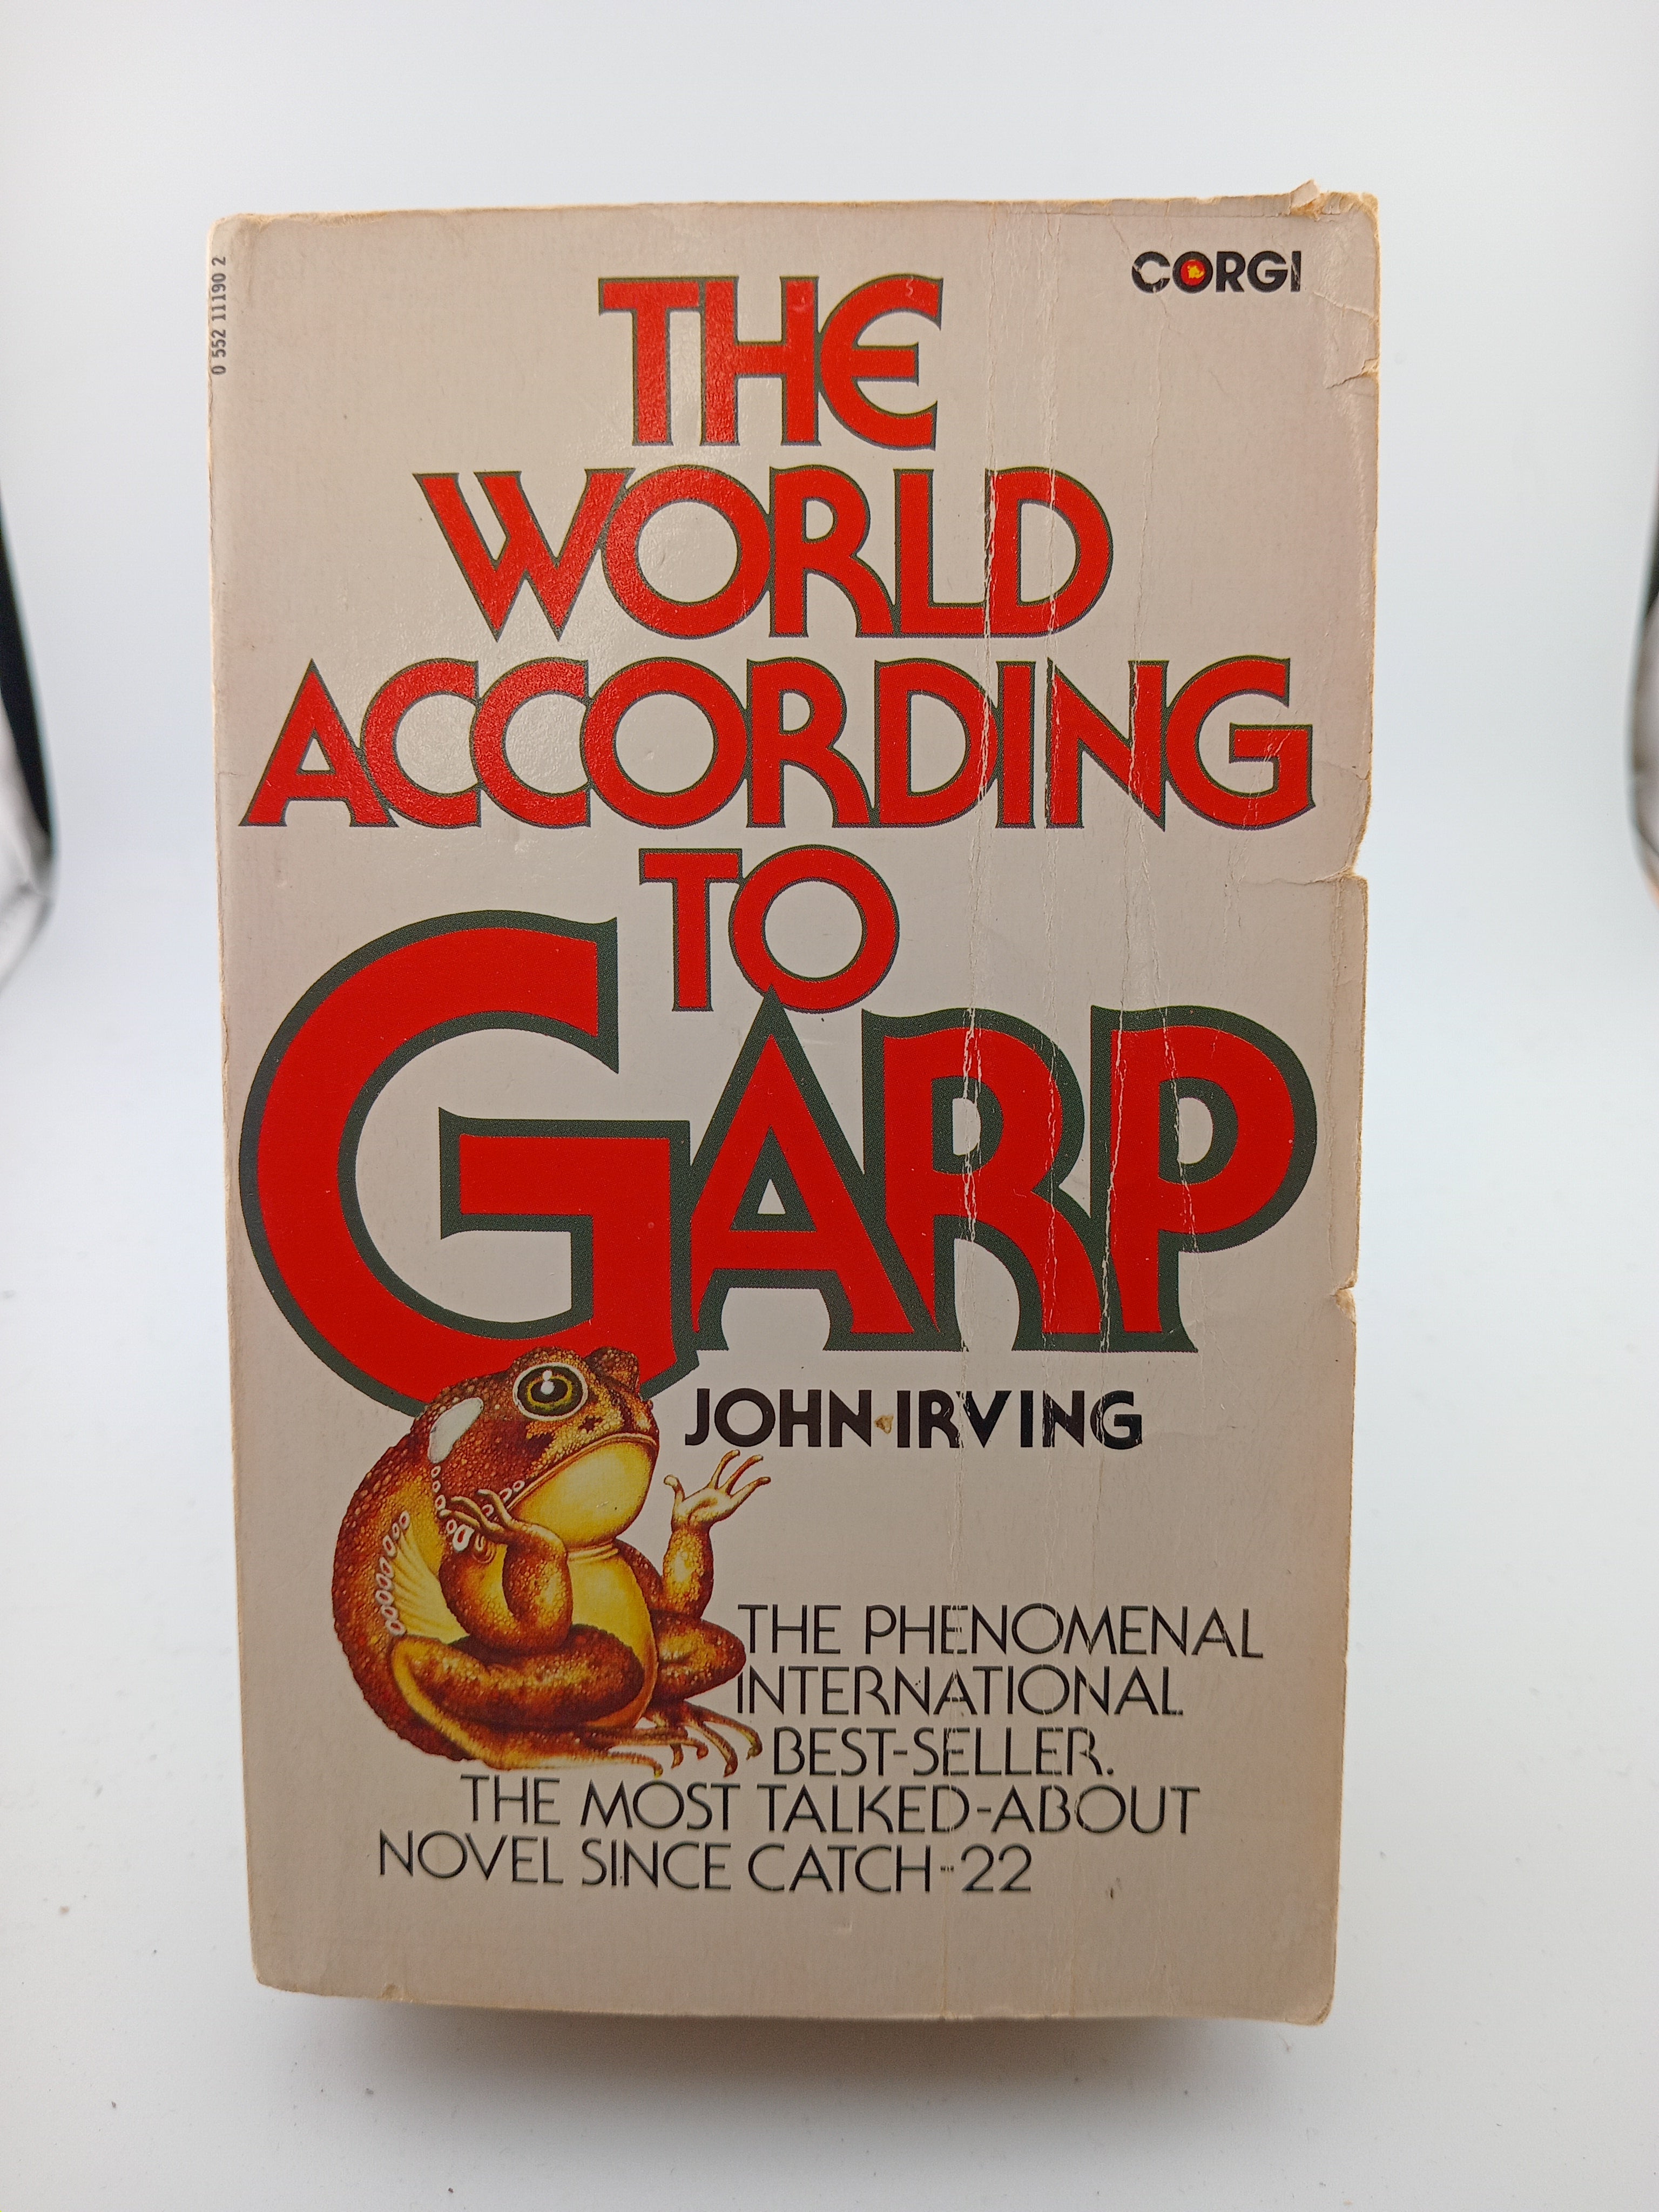 0 552 11190 2
CORGI
THE
WORLD
ACCORDING
TO
GARP
JOHN IRVING
THE PHENOMENAL
INTERNATIONAL
BEST-SELLER.
THE MOST TALKED-ABOUT
NOVEL SINCE CATCH-22